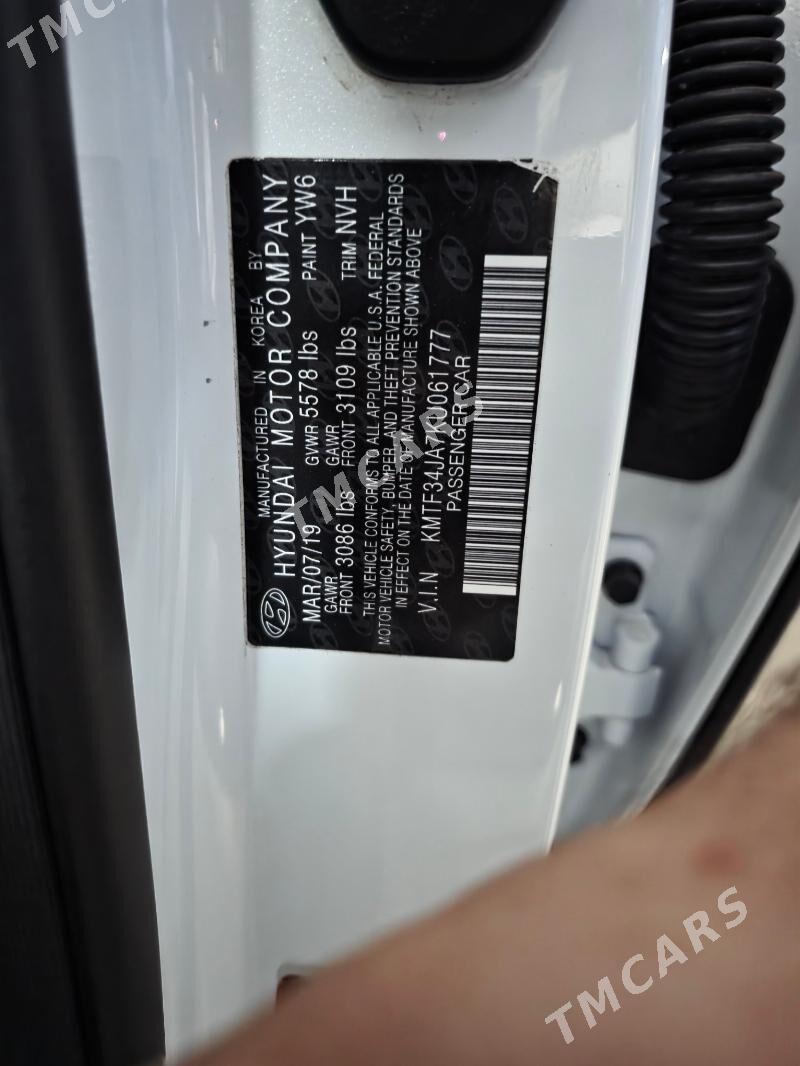 MANUFACTURED IN KOREA BY
HYUNDAI MOTOR COMPANY
MAR/07/19 GVWR 5578 lbs PAINT YW6
GAWR FRONT 3086 lbs GAWR FRONT 3109 lbs TRIM NVH
THIS VEHICLE CONFORMS TO ALL APPLICABLE U.S.A. FEDERAL
MOTOR VEHICLE SAFETY, BUMPER, AND THEFT PREVENTION STANDARDS
IN EFFECT ON THE DATE OF MANUFACTURE SHOWN ABOVE
V.I.N
PASSENGER CAR
TMCARS
TMCARS
TMCARS